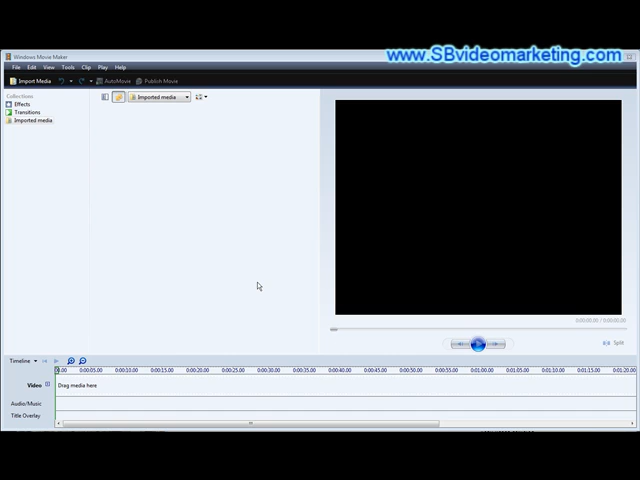 www.SBvideomarketing.com
Windows Movie Maker
File Edit View Tools Clip Play Help
Import Media AutoMovie Publish Movie
Collections
Effects
Transitions
Imported media
Imported media
0:00:00.00 / 0:00:00.00
Split
Timeline
0.00 0:00:05.00 0:00:10.00 0:00:15.00 0:00:20.00 0:00:25.00 0:00:30.00 0:00:35.00 0:00:40.00 0:00:45.00 0:00:50.00 0:00:55.00 0:01:00.00 0:01:05.00 0:01:10.00 0:01:15.00 0:01:20.00
Video Drag media here
Audio/Music
Title Overlay